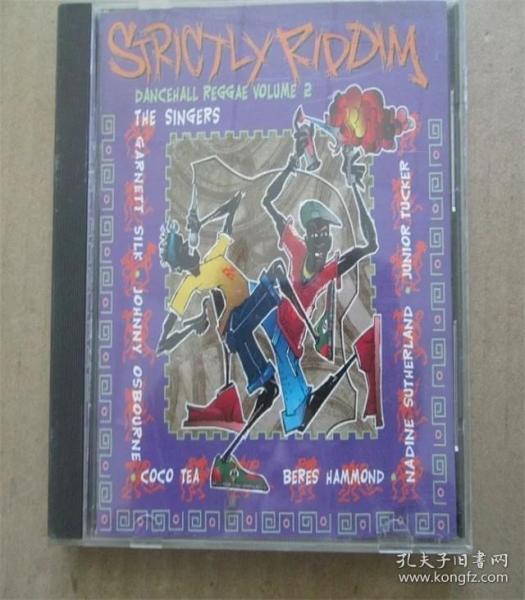 STRICTLY RIDDIM
DANCEHALL REGGAE VOLUME 2
THE SINGERS
GARNETT SILK • JOHNNY OSBOURNE
• COCO TEA
BERES HAMMOND •
NADINE SUTHERLAND • JUNIOR TUCKER
孔夫子旧书网
www.kongfz.com